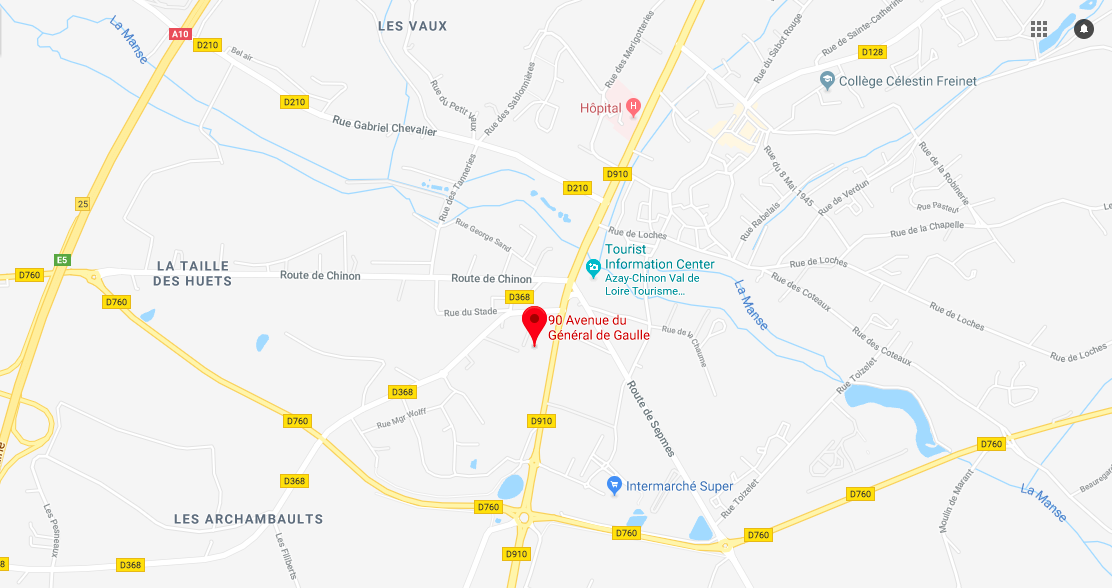 LES VAUX
La Manse
A10
D210
Bel air
Rue des Merigotteries
Rue du Sabot Rouge
Rue de Sainte-Catherine
D128
Collège Célestin Freinet
Hôpital
H
D210
Rue du Petit Vaux
Rue des Sablonnières
Rue Gabriel Chevalier
Rue des Tanneries
D910
D210
Rue du 8 Mai 1945
Rue de la Robinerie
Rue de Verdun
Rue Rabelais
Rue Pasteur
Rue de la Chapelle
25
Rue George Sand
Rue de Loches
Rue de Loches
Tourist
Information Center
Azay-Chinon Val de
Loire Tourisme...
E5
D760
LA TAILLE
DES HUETS
Route de Chinon
Route de Chinon
D760
D368
Rue du Stade
90 Avenue du
Général de Gaulle
Rue de le Chaume
La Manse
Rue des Coteaux
Rue de Loches
Rue de Loches
Rue des Coteaux
Rue Toizelet
D368
Rue Mgr Wolff
Route de Sepmes
D760
D910
D760
D368
Intermarché Super
Rue Toizelet
D760
Moulin de Marant
La Manse
LES ARCHAMBAULTS
Les Pesneaux
Les Filiberts
D760
D760
D760
D910
D368